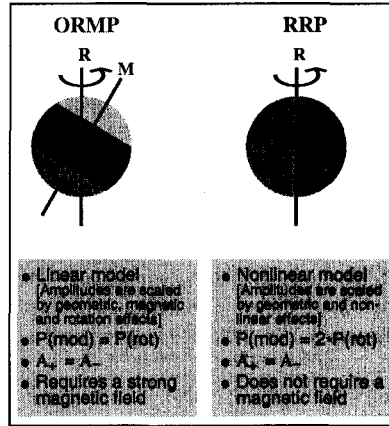 ORMP
RRP
R
M
R
• Linear model
[Amplitudes are scaled
by geometric, magnetic
and rotation effects]
• P(mod) = P(rot)
• A+ = A−
• Requires a strong
magnetic field
• Nonlinear model
[Amplitudes are scaled
by geometric and non-
linear effects]
• P(mod) = 2·P(rot)
• A+ = A−
• Does not require a
magnetic field